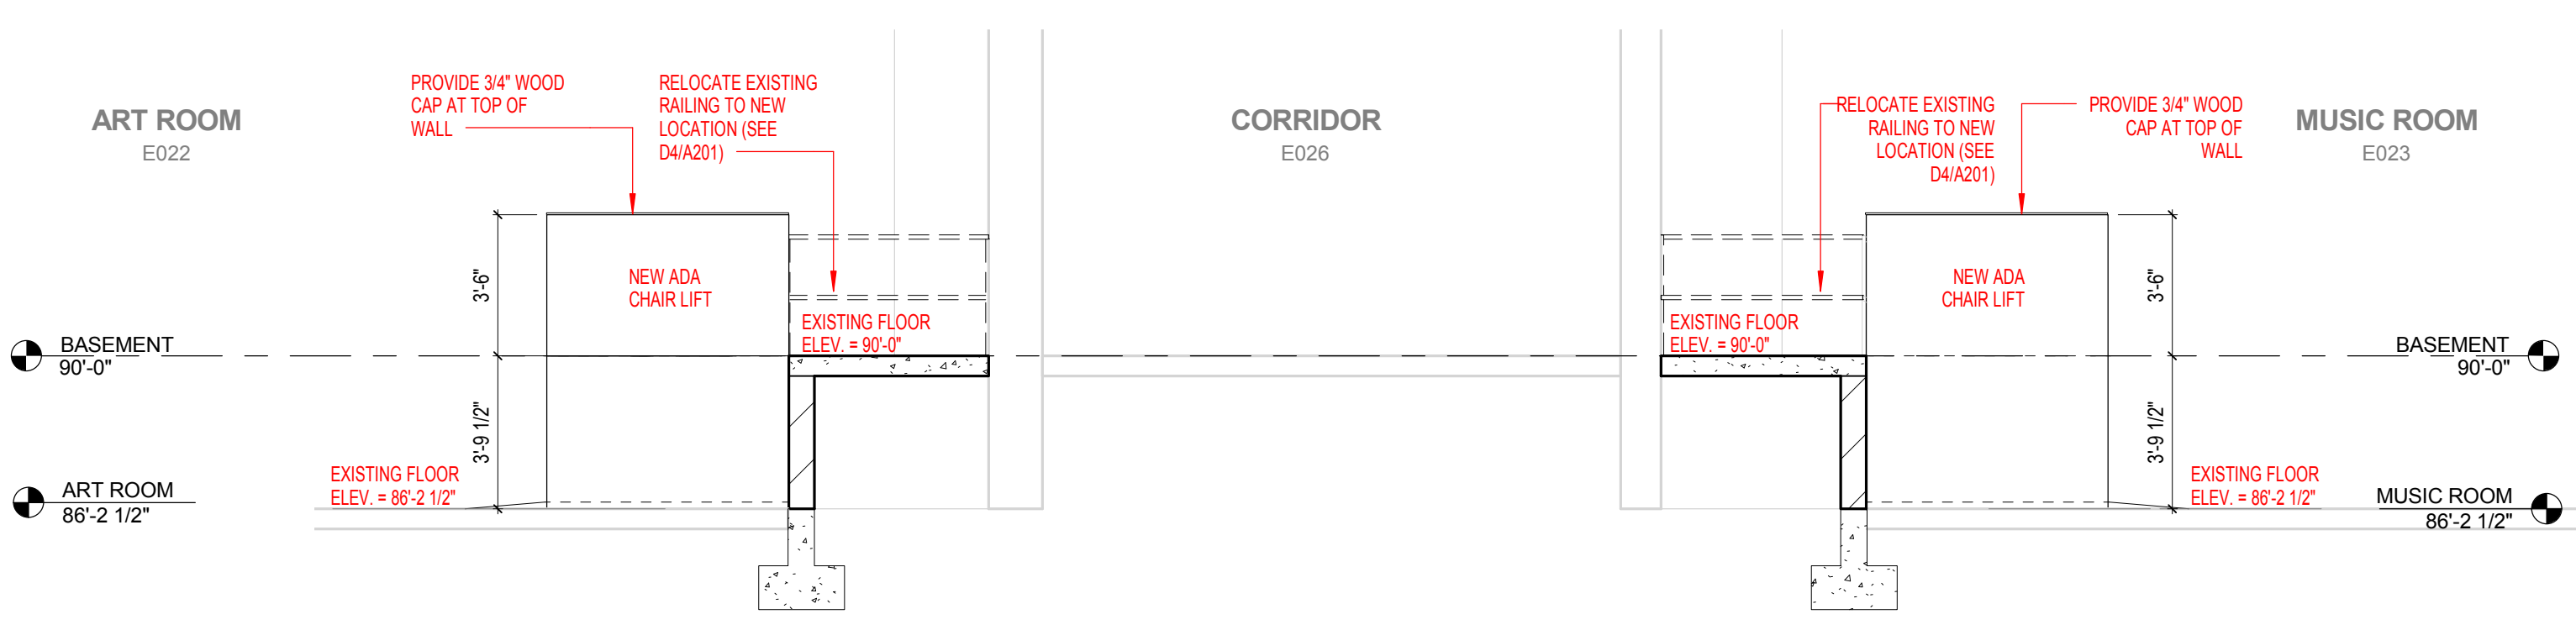 PROVIDE 3/4" WOOD
CAP AT TOP OF
WALL
RELOCATE EXISTING
RAILING TO NEW
LOCATION (SEE
D4/A201)
ART ROOM
E022
CORRIDOR
E026
RELOCATE EXISTING
RAILING TO NEW
LOCATION (SEE
D4/A201)
PROVIDE 3/4" WOOD
CAP AT TOP OF
WALL
MUSIC ROOM
E023
3'-6"
NEW ADA
CHAIR LIFT
EXISTING FLOOR
ELEV. = 90'-0"
EXISTING FLOOR
ELEV. = 90'-0"
NEW ADA
CHAIR LIFT
3'-6"
BASEMENT
90'-0"
BASEMENT
90'-0"
3'-9 1/2"
3'-9 1/2"
EXISTING FLOOR
ELEV. = 86'-2 1/2"
EXISTING FLOOR
ELEV. = 86'-2 1/2"
ART ROOM
86'-2 1/2"
MUSIC ROOM
86'-2 1/2"